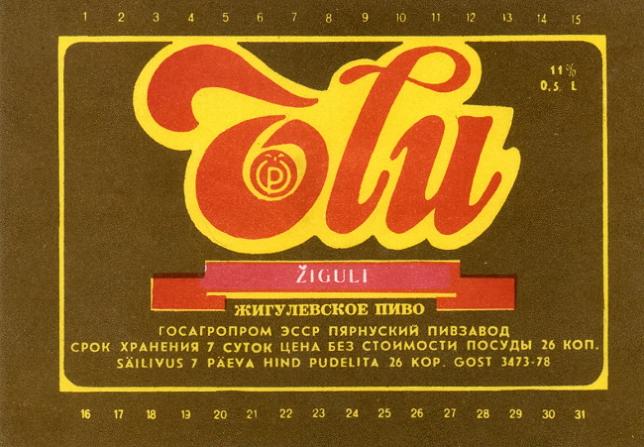 1 2 3 4 5 6 7 8 9 10 11 12 13 14 15
Õlu
11%
0,5 L
ŽIGULI
ЖИГУЛЕВСКОЕ ПИВО
ГОСАГРОПРОМ ЭССР ПЯРНУСКИЙ ПИВЗАВОД
СРОК ХРАНЕНИЯ 7 СУТОК ЦЕНА БЕЗ СТОИМОСТИ ПОСУДЫ 26 КОП.
SÄILIVUS 7 PÄEVA HIND PUDELITA 26 KOP. GOST 3473-78
16 17 18 19 20 21 22 23 24 25 26 27 28 29 30 31